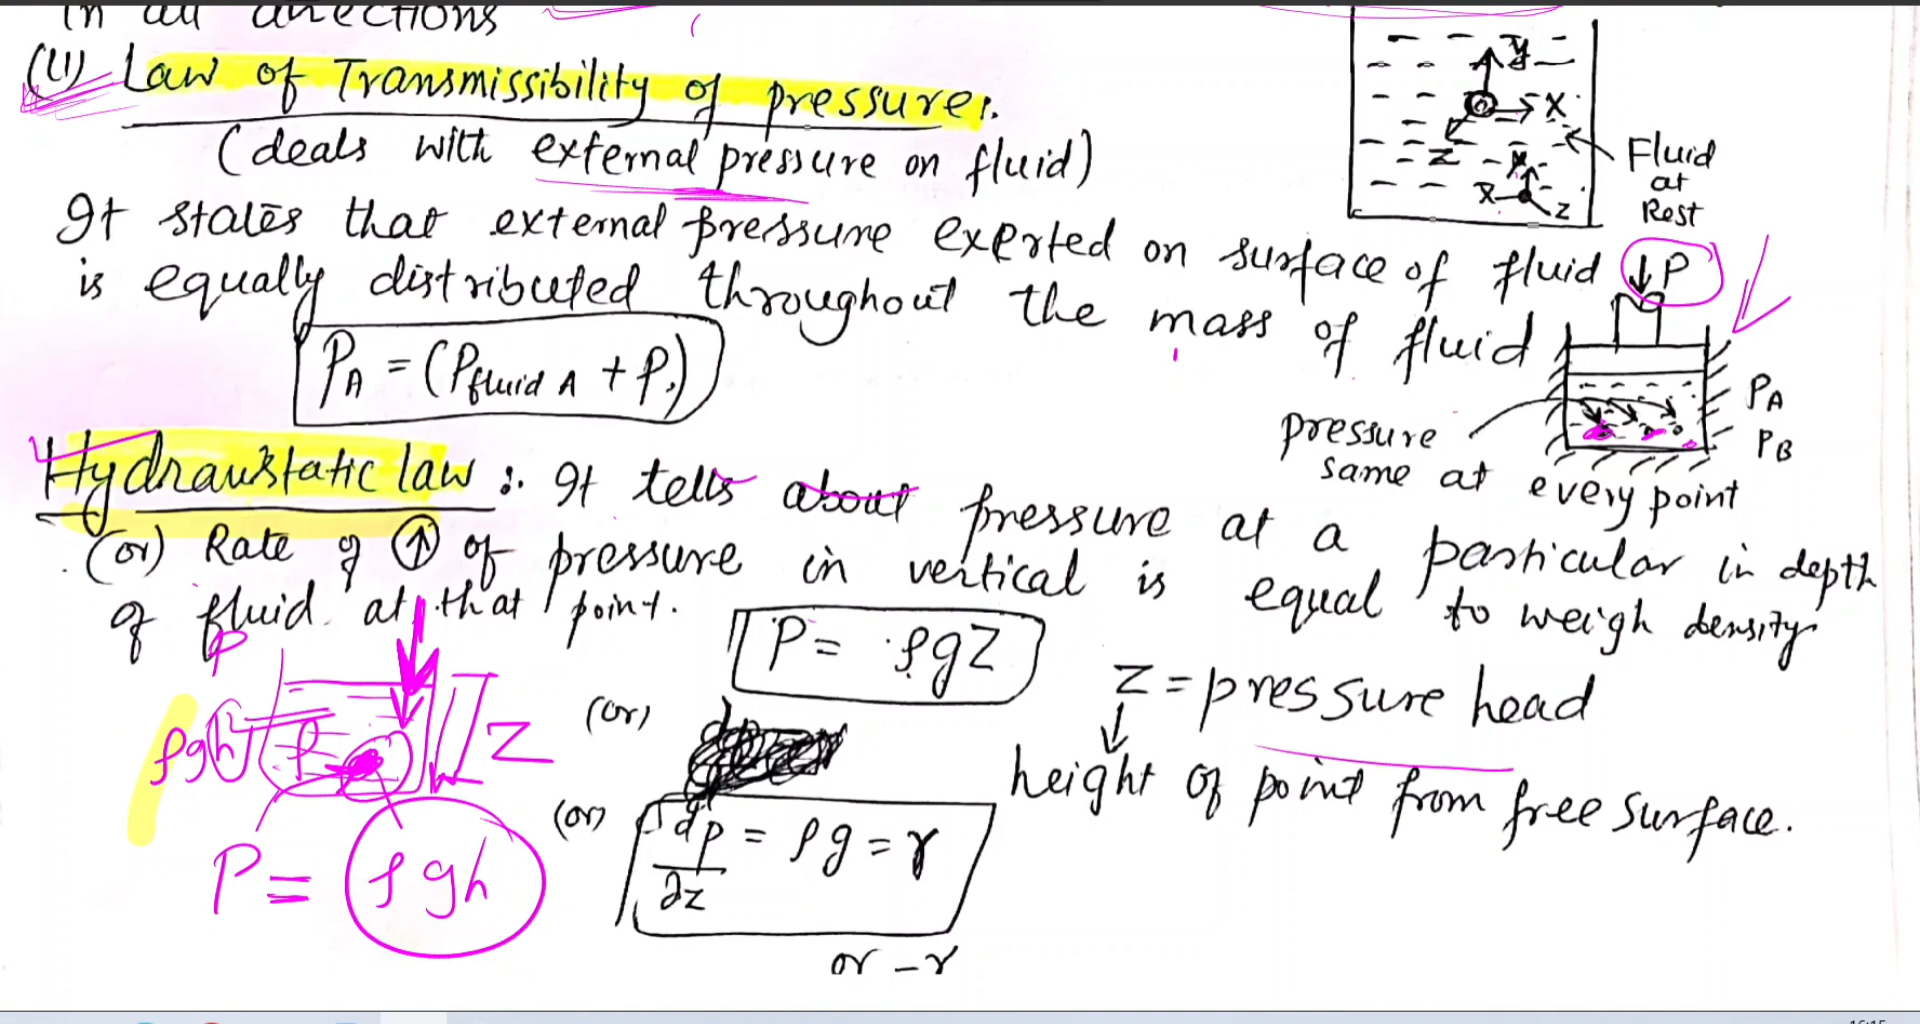 in all directions
(ii) Law of Transmissibility of pressure:.
(deals with external pressure on fluid)
It states that external pressure exerted on surface of fluid
is equally distributed throughout the mass of fluid
PA = (Pfluid A + P)
y
X
Z
X
Z
Fluid
at
Rest
P
PA
PB
pressure
same at every point
Hydraustatic law :. It tells about pressure at a particular in depth
(or) Rate of ↑ of pressure in vertical is equal to weigh density
of fluid at that point.
P = ρgZ
Z = pressure head
height of point from free surface.
(or)
(or)
dp/∂z = ρg = γ
or -γ
P
ρgh
P
Z
P = ρgh